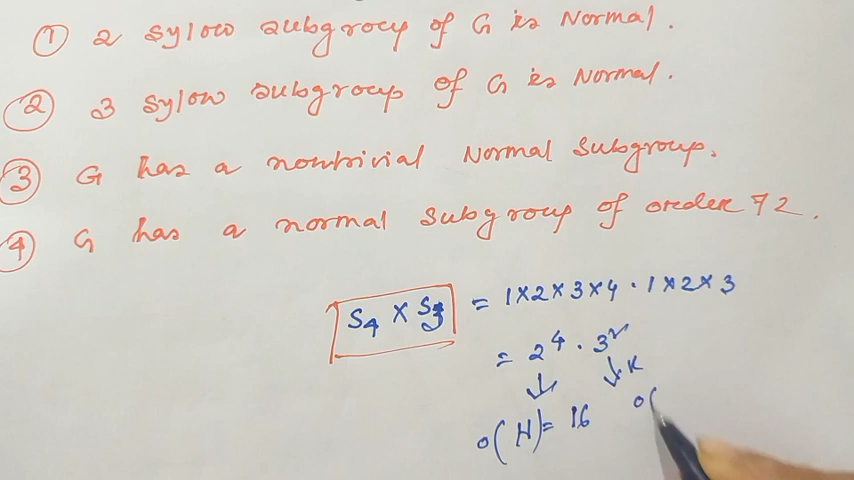 ① 2 sylow subgroup of G is Normal.
② 3 sylow subgroup of G is Normal.
③ G has a nontrivial Normal Subgroup.
④ G has a normal subgroup of order 72.
S₄ × S₃ = 1×2×3×4 · 1×2×3
= 2⁴ · 3²
↓ ↓ K
o(H) = 16 o(